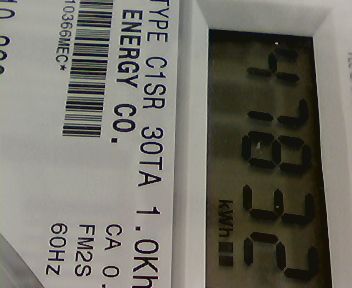 TYPE C1SR 30TA 1.0Kh
ENERGY CO.
CA 0.
FM2S
60HZ
10366MEC*
47832
kWh